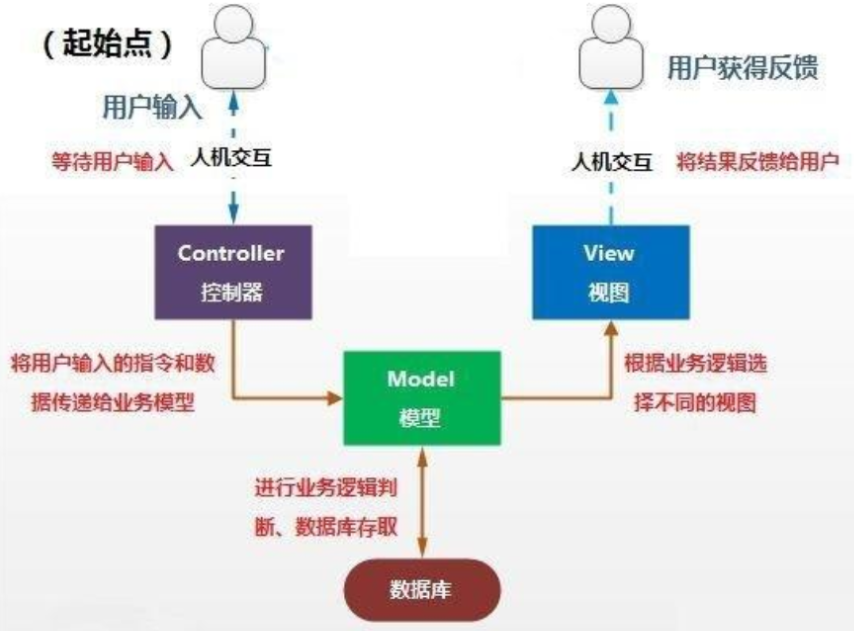 （起始点）
用户输入
用户获得反馈
等待用户输入
人机交互
人机交互
将结果反馈给用户
Controller
控制器
View
视图
将用户输入的指令和数
据传递给业务模型
Model
模型
根据业务逻辑选
择不同的视图
进行业务逻辑判
断、数据库存取
数据库